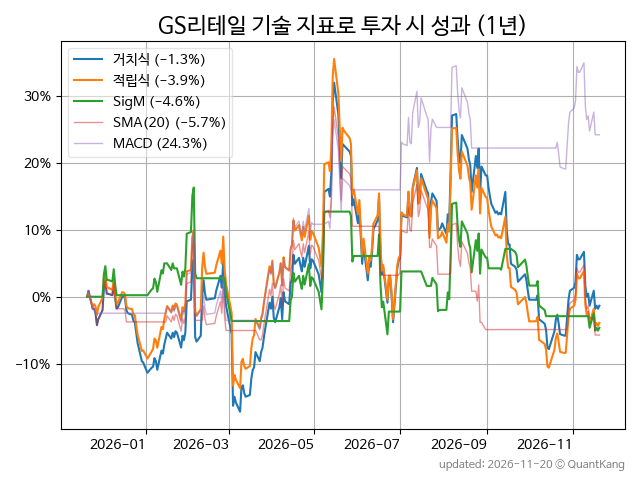 GS리테일 기술 지표로 투자 시 성과 (1년)
거치식 (−1.3%)
적립식 (−3.9%)
SigM (−4.6%)
SMA(20) (−5.7%)
MACD (24.3%)
30%
20%
10%
0%
−10%
2026-01 2026-03 2026-05 2026-07 2026-09 2026-11
updated: 2026-11-20 © QuantKang